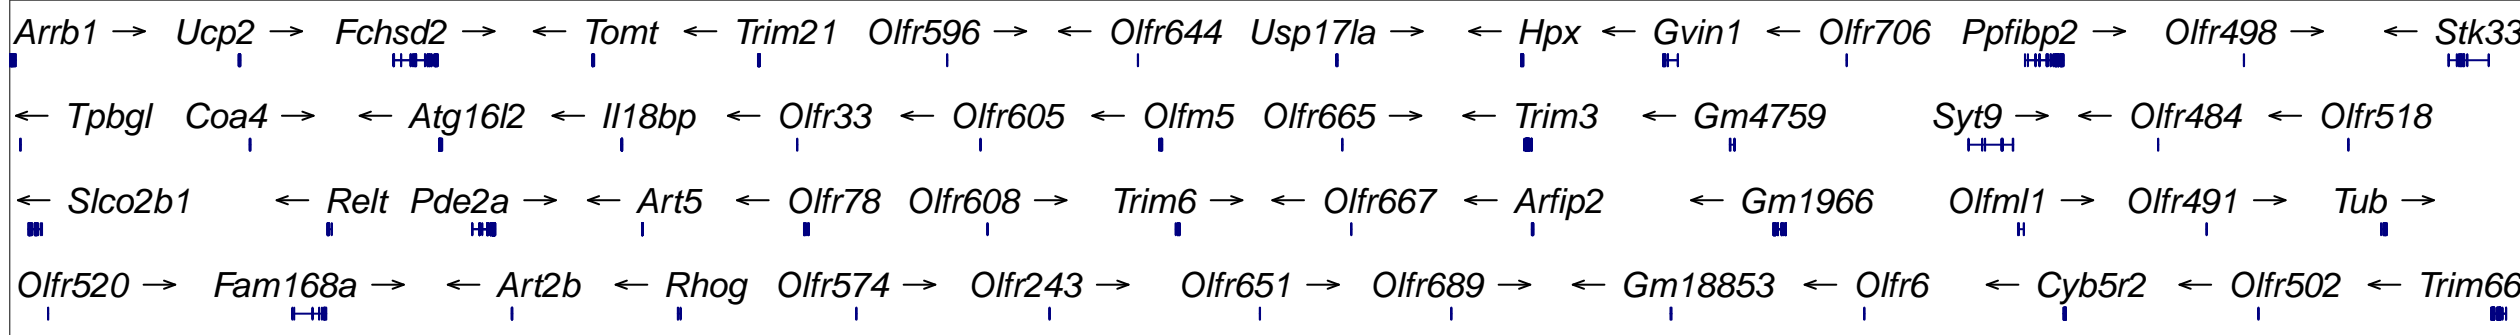 Arrb1 → Ucp2 → Fchsd2 → ← Tomt ← Trim21 Olfr596 → ← Olfr644 Usp17la → ← Hpx ← Gvin1 ← Olfr706 Ppfibp2 → Olfr498 → ← Stk33
← Tpbgl Coa4 → ← Atg16l2 ← Il18bp ← Olfr33 ← Olfr605 ← Olfm5 Olfr665 → ← Trim3 ← Gm4759 Syt9 → ← Olfr484 ← Olfr518
← Slco2b1 ← Relt Pde2a → ← Art5 ← Olfr78 Olfr608 → Trim6 → ← Olfr667 ← Arfip2 ← Gm1966 Olfml1 → Olfr491 → Tub →
Olfr520 → Fam168a → ← Art2b ← Rhog Olfr574 → Olfr243 → Olfr651 → Olfr689 → ← Gm18853 ← Olfr6 ← Cyb5r2 ← Olfr502 ← Trim66